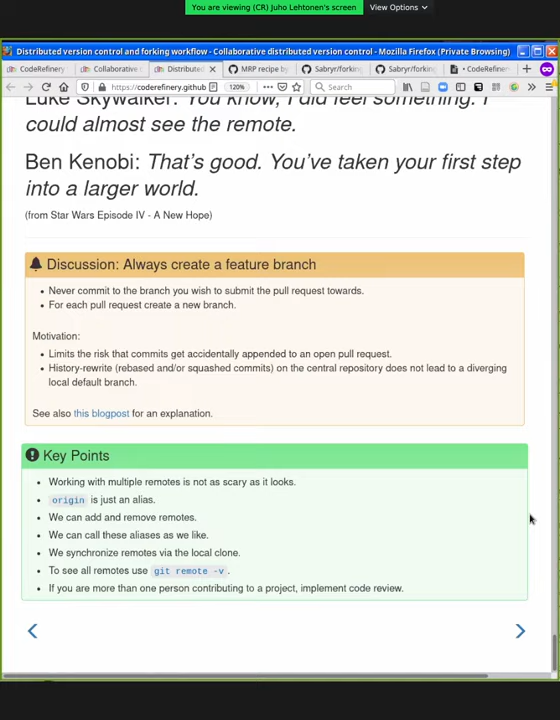 You are viewing (CR) Juho Lehtonen's screen
View Options
Distributed version control and forking workflow - Collaborative distributed version control - Mozilla Firefox (Private Browsing)
CodeRefinery
Collaborative
Distributed
MRP recipe by
Sabryr/forking
Sabryr/forking
• CodeRefiner
https://coderefinery.github
120%
Search
Luke Skywalker: You know, I did feel something. I
could almost see the remote.
Ben Kenobi: That's good. You've taken your first step
into a larger world.
(from Star Wars Episode IV - A New Hope)
Discussion: Always create a feature branch
• Never commit to the branch you wish to submit the pull request towards.
• For each pull request create a new branch.
Motivation:
• Limits the risk that commits get accidentally appended to an open pull request.
• History-rewrite (rebased and/or squashed commits) on the central repository does not lead to a diverging
local default branch.
See also this blogpost for an explanation.
Key Points
• Working with multiple remotes is not as scary as it looks.
• origin is just an alias.
• We can add and remove remotes.
• We can call these aliases as we like.
• We synchronize remotes via the local clone.
• To see all remotes use git remote -v.
• If you are more than one person contributing to a project, implement code review.